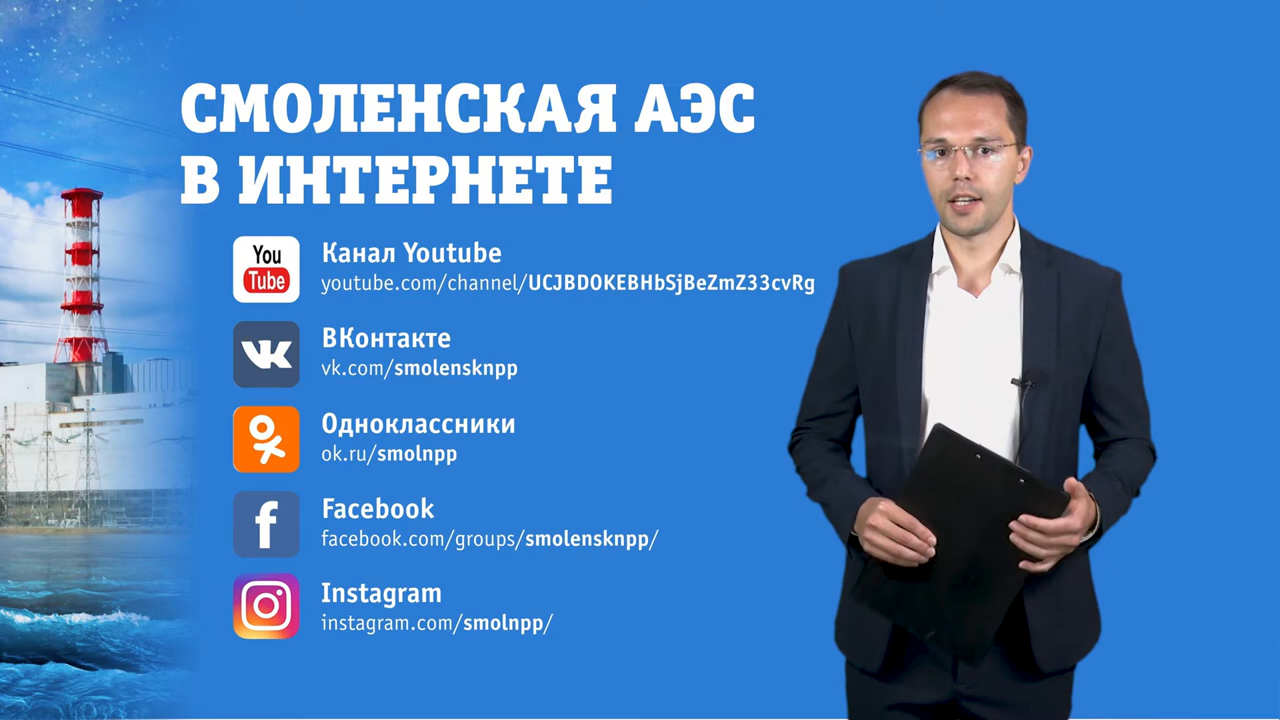 СМОЛЕНСКАЯ АЭС
В ИНТЕРНЕТЕ
You
Tube
Канал Youtube
youtube.com/channel/UCJBD0KEBHbSjBeZmZ33cvRg
ВКонтакте
vk.com/smolensknpp
Одноклассники
ok.ru/smolnpp
Facebook
facebook.com/groups/smolensknpp/
Instagram
instagram.com/smolnpp/